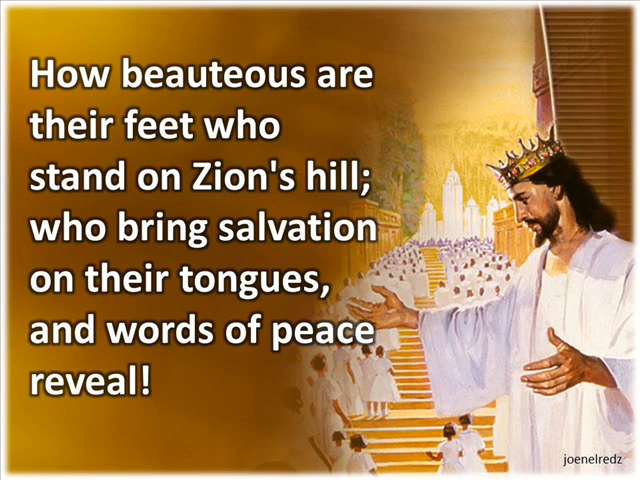 How beauteous are
their feet who
stand on Zion's hill;
who bring salvation
on their tongues,
and words of peace
reveal!
joenelredz